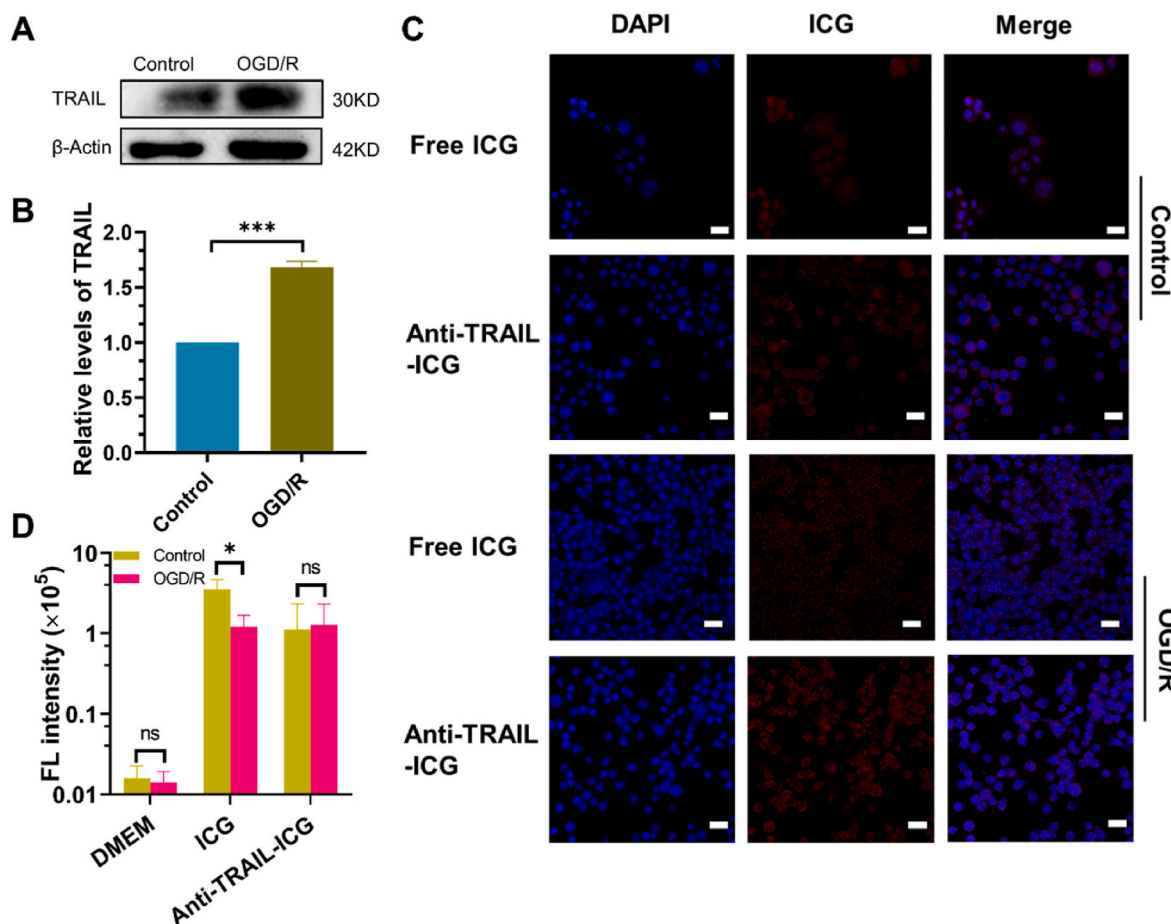 A
Control OGD/R
TRAIL 30KD
β-Actin 42KD
B
Relative levels of TRAIL
2.0
1.5
1.0
0.5
0.0
***
Control
OGD/R
C
DAPI ICG Merge
Free ICG
Anti-TRAIL
-ICG
Control
Free ICG
Anti-TRAIL
-ICG
OGD/R
D
FL intensity (×10⁵)
10
1
0.1
0.01
Control
OGD/R
ns
*
ns
DMEM
ICG
Anti-TRAIL-ICG